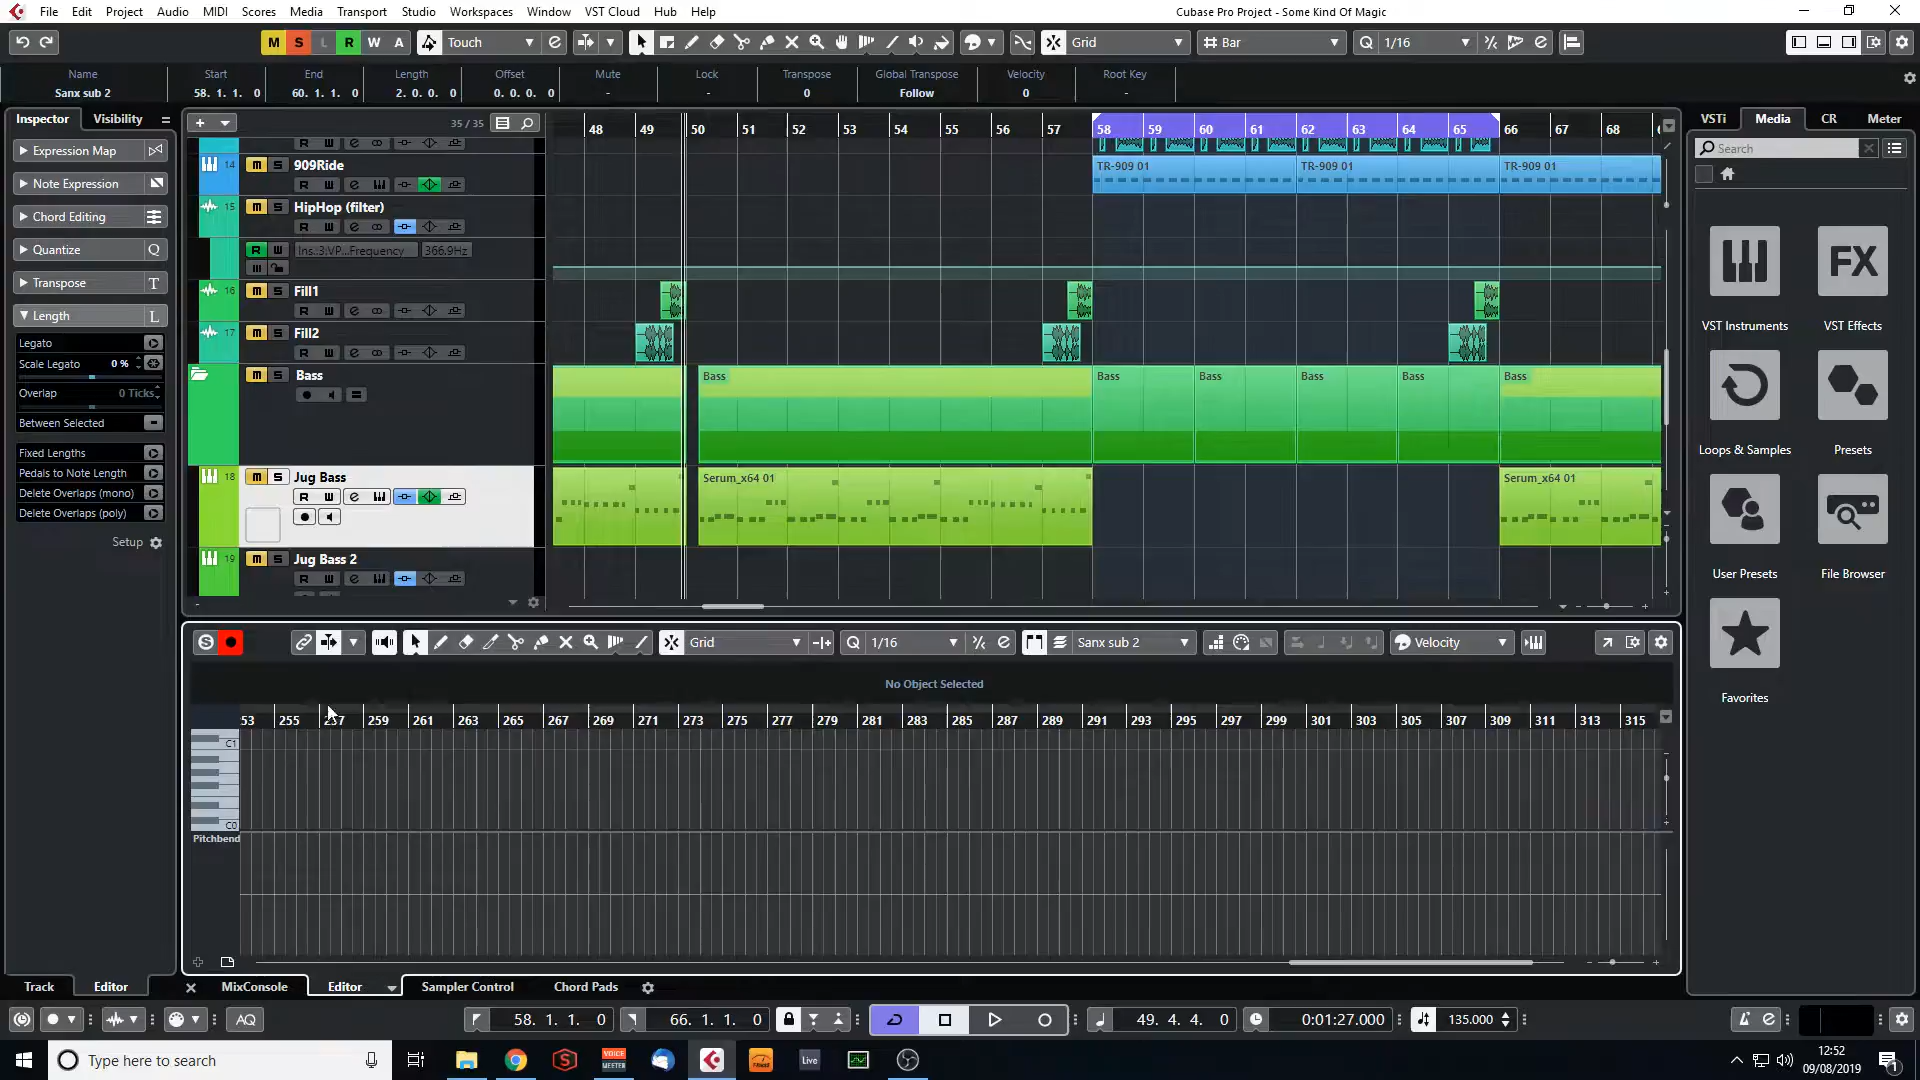 File Edit Project Audio MIDI Scores Media Transport Studio Workspaces Window VST Cloud Hub Help
Cubase Pro Project - Some Kind Of Magic
M S L R W A Touch Grid Bar 1/16
Name Start End Length Offset Mute Lock Transpose Global Transpose Velocity Root Key
Sanx sub 2 58. 1. 1. 0 60. 1. 1. 0 2. 0. 0. 0 0. 0. 0. 0 - - 0 Follow 0 -
Inspector Visibility
35 / 35
48 49 50 51 52 53 54 55 56 57 58 59 60 61 62 63 64 65 66 67 68
VSTi Media CR Meter
Search
Expression Map
Note Expression
Chord Editing
Quantize
Transpose
Length
Legato
Scale Legato 0 %
Overlap 0 Ticks
Between Selected
Fixed Lengths
Pedals to Note Length
Delete Overlaps (mono)
Delete Overlaps (poly)
Setup
14 m S 909Ride
TR-909 01 TR-909 01 TR-909 01
15 m S HipHop (filter)
R W Ins.:3:VP...Frequency 366.9Hz
16 m S Fill1
17 m S Fill2
m S Bass
Bass Bass Bass Bass Bass Bass
18 m S Jug Bass
Serum_x64 01 Serum_x64 01
19 m S Jug Bass 2
VST Instruments VST Effects
Loops & Samples Presets
User Presets File Browser
Favorites
Grid 1/16 Sanx sub 2 Velocity
No Object Selected
53 255 257 259 261 263 265 267 269 271 273 275 277 279 281 283 285 287 289 291 293 295 297 299 301 303 305 307 309 311 313 315
C1
C0
Pitchbend
Track Editor MixConsole Editor Sampler Control Chord Pads
AQ 58. 1. 1. 0 66. 1. 1. 0 49. 4. 4. 0 0:01:27.000 135.000
Type here to search
VOICE MEETER
Live
12:52
09/08/2019
1